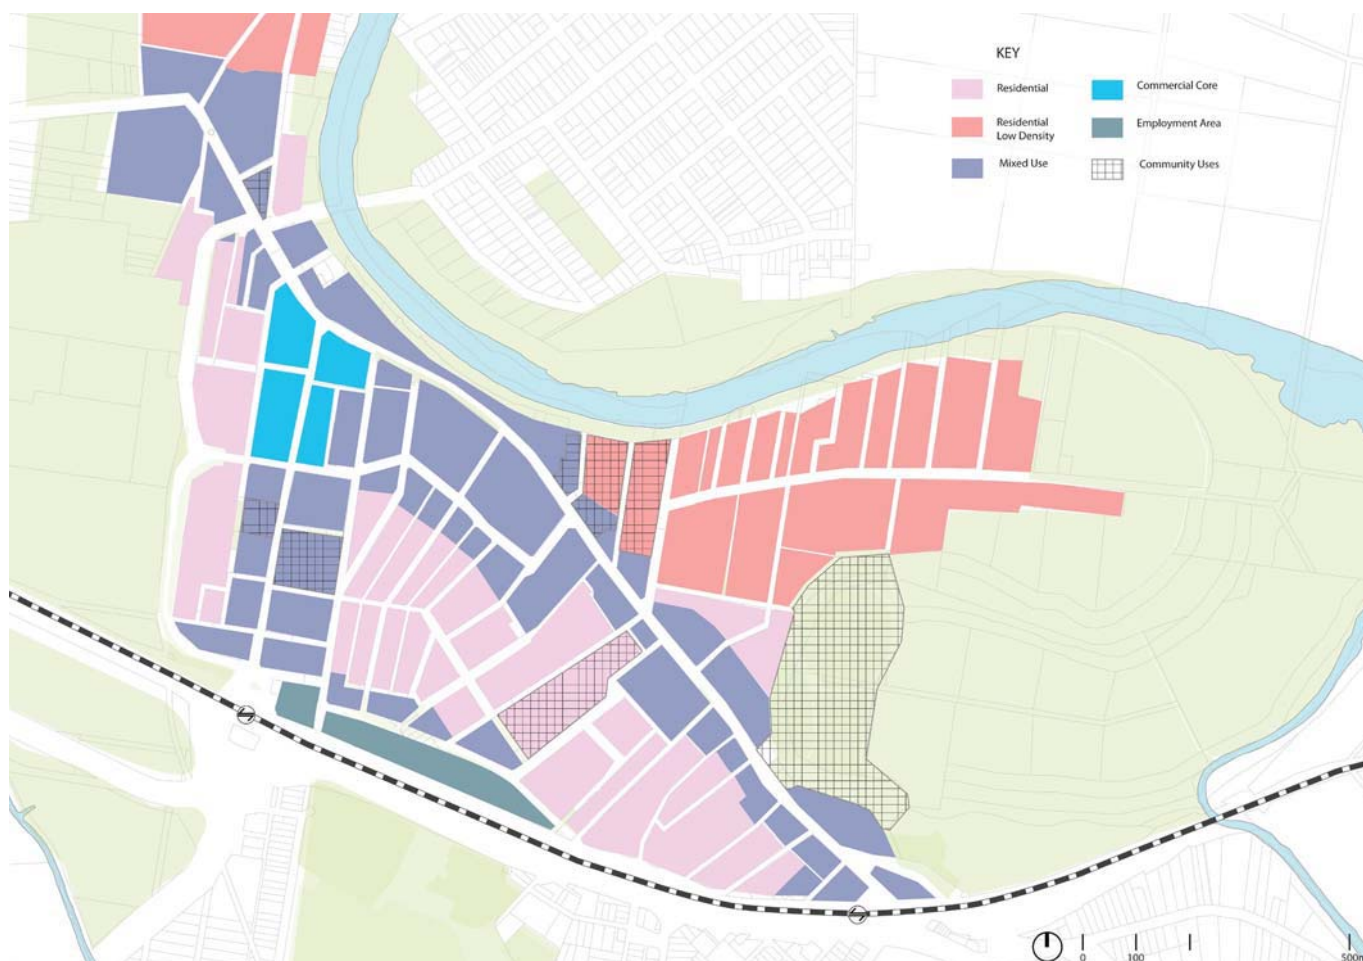 KEY
Residential
Commercial Core
Residential
Low Density
Employment Area
Mixed Use
Community Uses
0
100
500m